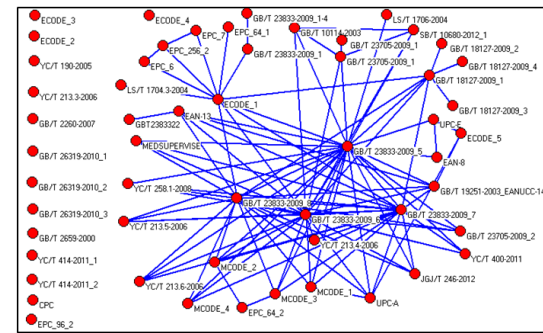 ECODE_3
ECODE_4
GB/T 23833-2009_1-4
LS/T 1706-2004
ECODE_2
EPC_7
EPC_64_1
GB/T 10114-2003
SB/T 10680-2012_1
EPC_256_2
GB/T 23833-2009_1
GB/T 23705-2009_1
GB/T 18127-2009_2
YC/T 190-2005
EPC_6
GB/T 23705-2009_1
GB/T 18127-2009_4
GB/T 18127-2009_1
YC/T 213.3-2006
LS/T 1704.3-2004
ECODE_1
GB/T 18127-2009_3
GB/T 2260-2007
GBT2383322
EAN-13
UPC-E
ECODE_5
MEDSUPERVISE
GB/T 23833-2009_5
GB/T 26319-2010_1
EAN-8
GB/T 26319-2010_2
YC/T 258.1-2008
GB/T 19251-2003_EANUCC-14
GB/T 26319-2010_3
YC/T 213.5-2006
GB/T 23833-2009_6
GB/T 23833-2009_7
GB/T 2659-2000
YC/T 213.4-2006
GB/T 23705-2009_2
YC/T 414-2011_1
MCODE_2
YC/T 400-2011
YC/T 414-2011_2
YC/T 213.6-2006
JGJ/T 246-2012
CPC
MCODE_4
EPC_64_2
MCODE_3
MCODE_1
UPC-A
EPC_96_2